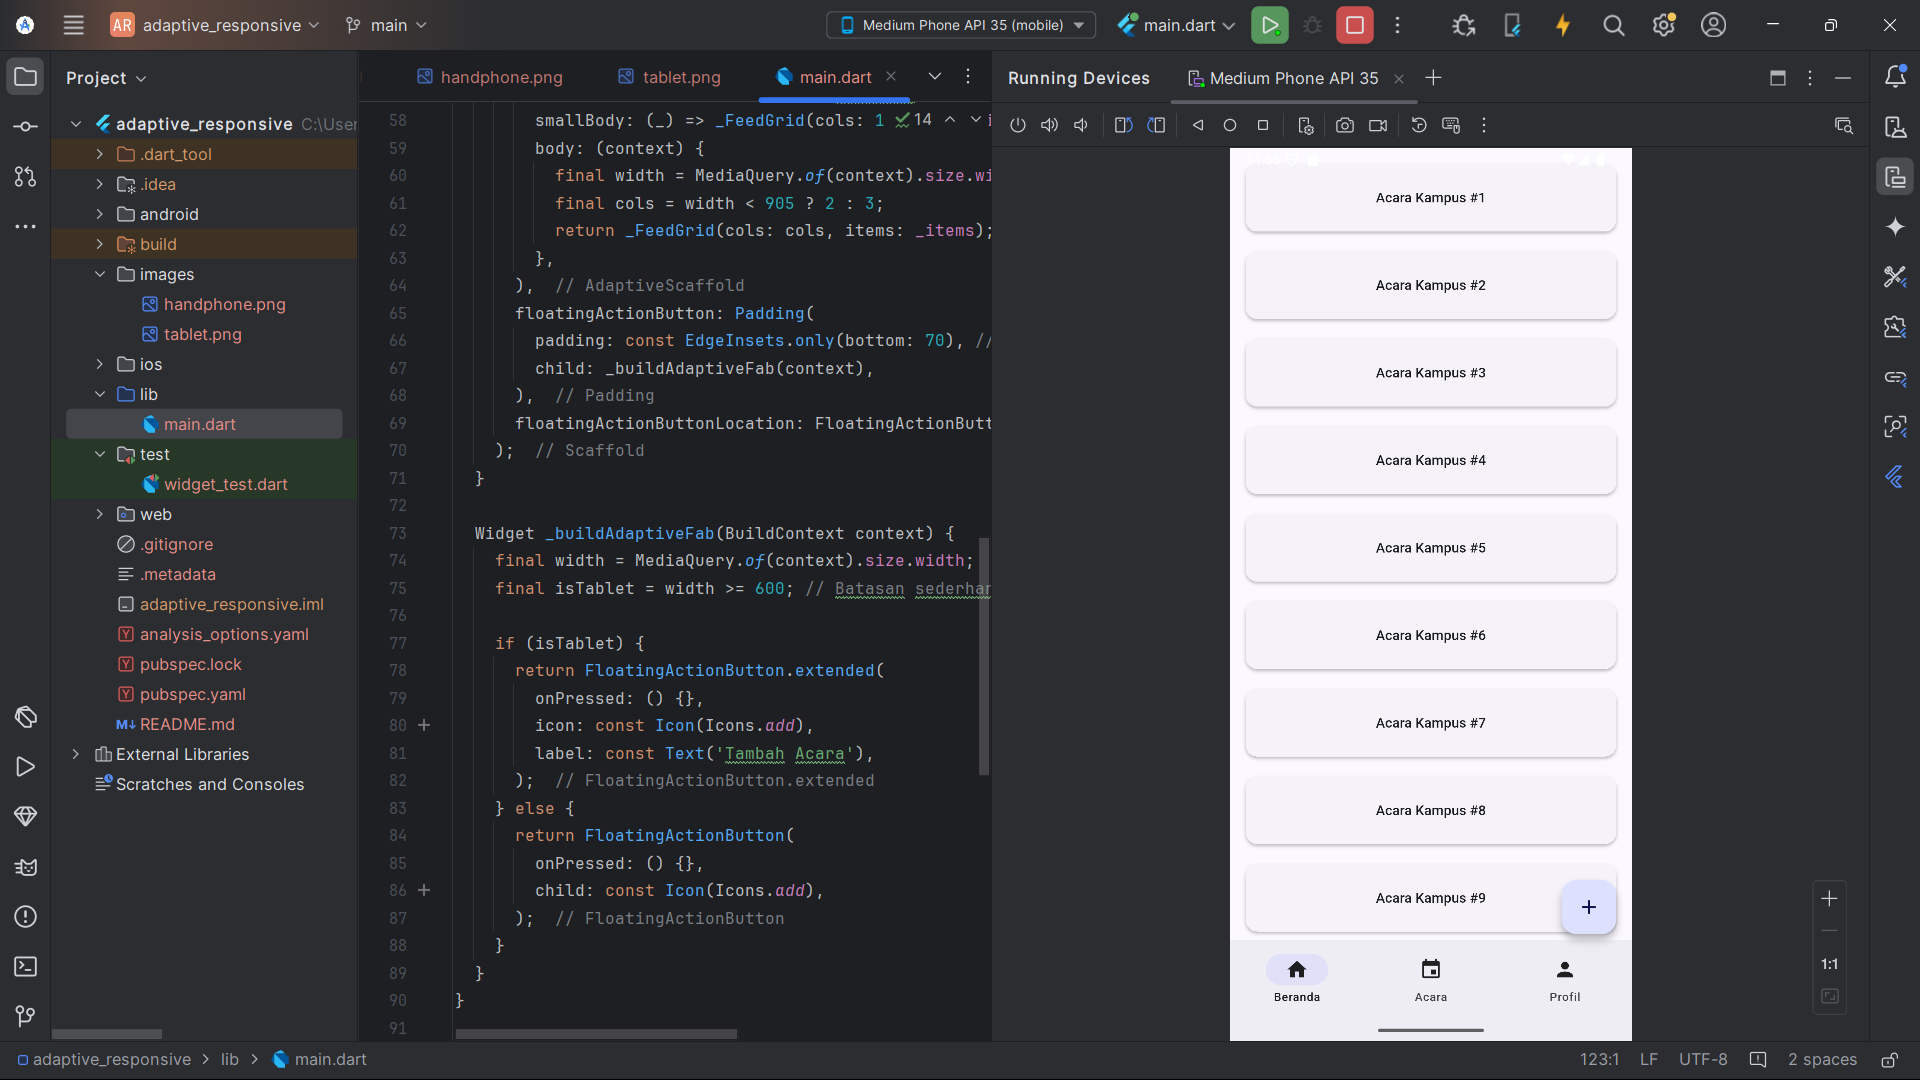 AR adaptive_responsive main
Medium Phone API 35 (mobile) main.dart
Project
handphone.png tablet.png main.dart
Running Devices Medium Phone API 35
adaptive_responsive C:\User
.dart_tool
.idea
android
build
images
handphone.png
tablet.png
ios
lib
main.dart
test
widget_test.dart
web
.gitignore
.metadata
adaptive_responsive.iml
analysis_options.yaml
pubspec.lock
pubspec.yaml
M↓ README.md
External Libraries
Scratches and Consoles
58 smallBody: (_) => _FeedGrid(cols: 1 14
59 body: (context) {
60 final width = MediaQuery.of(context).size.wi
61 final cols = width < 905 ? 2 : 3;
62 return _FeedGrid(cols: cols, items: _items);
63 },
64 ), // AdaptiveScaffold
65 floatingActionButton: Padding(
66 padding: const EdgeInsets.only(bottom: 70), //
67 child: _buildAdaptiveFab(context),
68 ), // Padding
69 floatingActionButtonLocation: FloatingActionButt
70 ); // Scaffold
71 }
72
73 Widget _buildAdaptiveFab(BuildContext context) {
74 final width = MediaQuery.of(context).size.width;
75 final isTablet = width >= 600; // Batasan sederhan
76
77 if (isTablet) {
78 return FloatingActionButton.extended(
79 onPressed: () {},
80 icon: const Icon(Icons.add),
81 label: const Text('Tambah Acara'),
82 ); // FloatingActionButton.extended
83 } else {
84 return FloatingActionButton(
85 onPressed: () {},
86 child: const Icon(Icons.add),
87 ); // FloatingActionButton
88 }
89 }
90 }
91
Acara Kampus #1
Acara Kampus #2
Acara Kampus #3
Acara Kampus #4
Acara Kampus #5
Acara Kampus #6
Acara Kampus #7
Acara Kampus #8
Acara Kampus #9
Beranda Acara Profil
1:1
adaptive_responsive > lib > main.dart
123:1 LF UTF-8 2 spaces